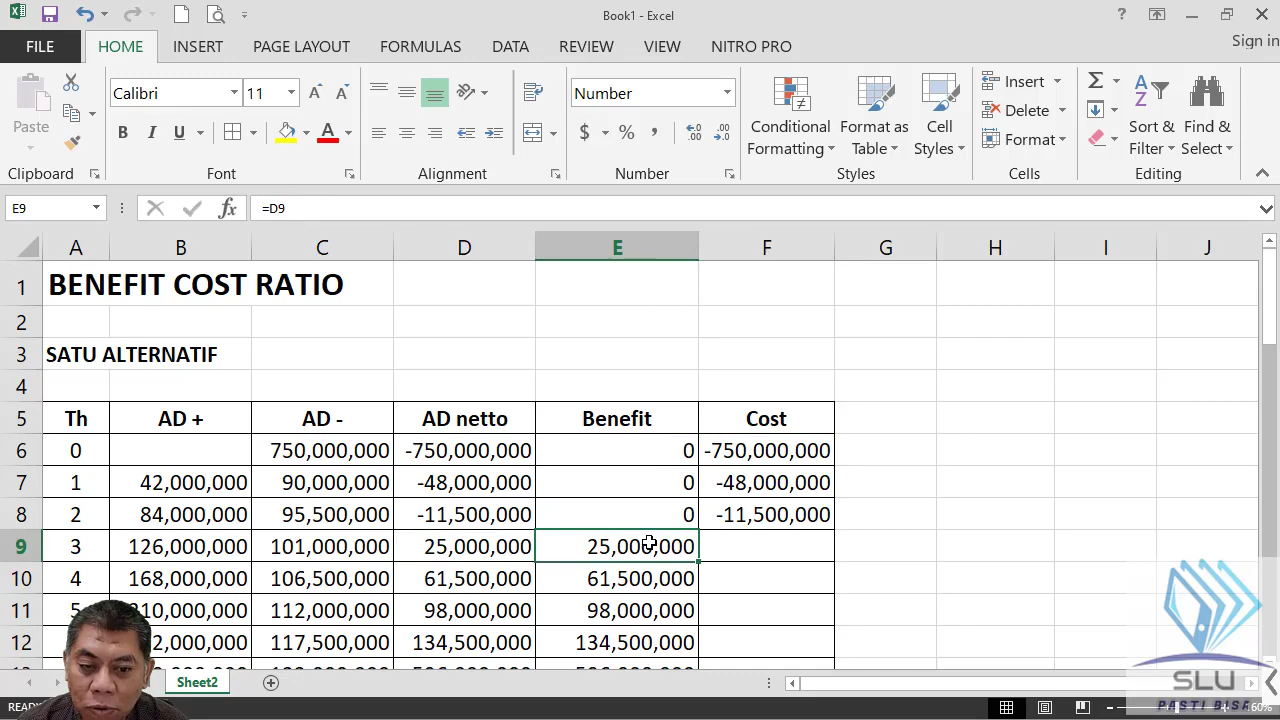 Book1 - Excel
FILE HOME INSERT PAGE LAYOUT FORMULAS DATA REVIEW VIEW NITRO PRO Sign in
Calibri 11 Number Insert
Paste B I U $ % Conditional Formatting Format as Table Cell Styles Delete Sort & Filter Find & Select
Format
Clipboard Font Alignment Number Styles Cells Editing
E9 fx =D9
A B C D E F G H I J
1 BENEFIT COST RATIO
2
3 SATU ALTERNATIF
4
5 Th AD + AD - AD netto Benefit Cost
6 0 750,000,000 -750,000,000 0 -750,000,000
7 1 42,000,000 90,000,000 -48,000,000 0 -48,000,000
8 2 84,000,000 95,500,000 -11,500,000 0 -11,500,000
9 3 126,000,000 101,000,000 25,000,000 25,000,000
10 4 168,000,000 106,500,000 61,500,000 61,500,000
11 5 210,000,000 112,000,000 98,000,000 98,000,000
12 117,500,000 134,500,000 134,500,000
Sheet2
SLU
PASTI BISA